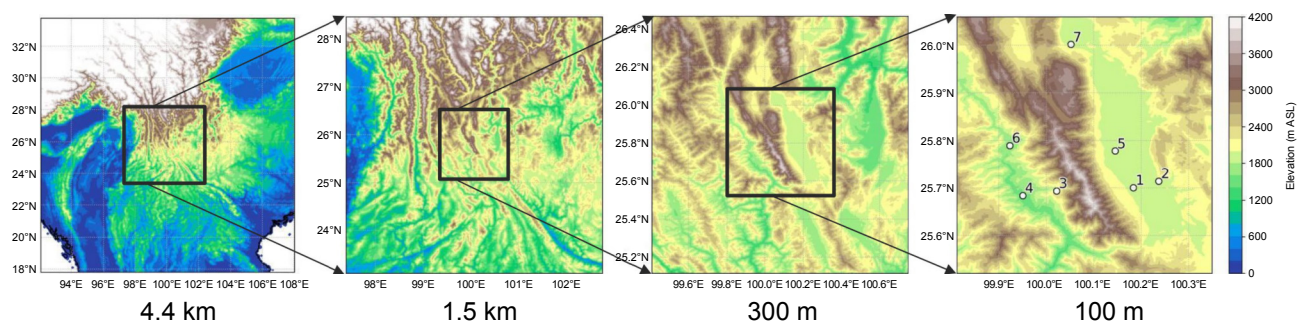 32°N
30°N
28°N
26°N
24°N
22°N
20°N
18°N
94°E 96°E 98°E 100°E 102°E 104°E 106°E 108°E
4.4 km
28°N
27°N
26°N
25°N
24°N
98°E 99°E 100°E 101°E 102°E
1.5 km
26.4°N
26.2°N
26.0°N
25.8°N
25.6°N
25.4°N
25.2°N
99.6°E 99.8°E 100.0°E 100.2°E 100.4°E 100.6°E
300 m
26.0°N
25.9°N
25.8°N
25.7°N
25.6°N
7
6
5
4
3
1
2
99.9°E 100.0°E 100.1°E 100.2°E 100.3°E
100 m
4200
3600
3000
2400
1800
1200
600
0
Elevation (m ASL)